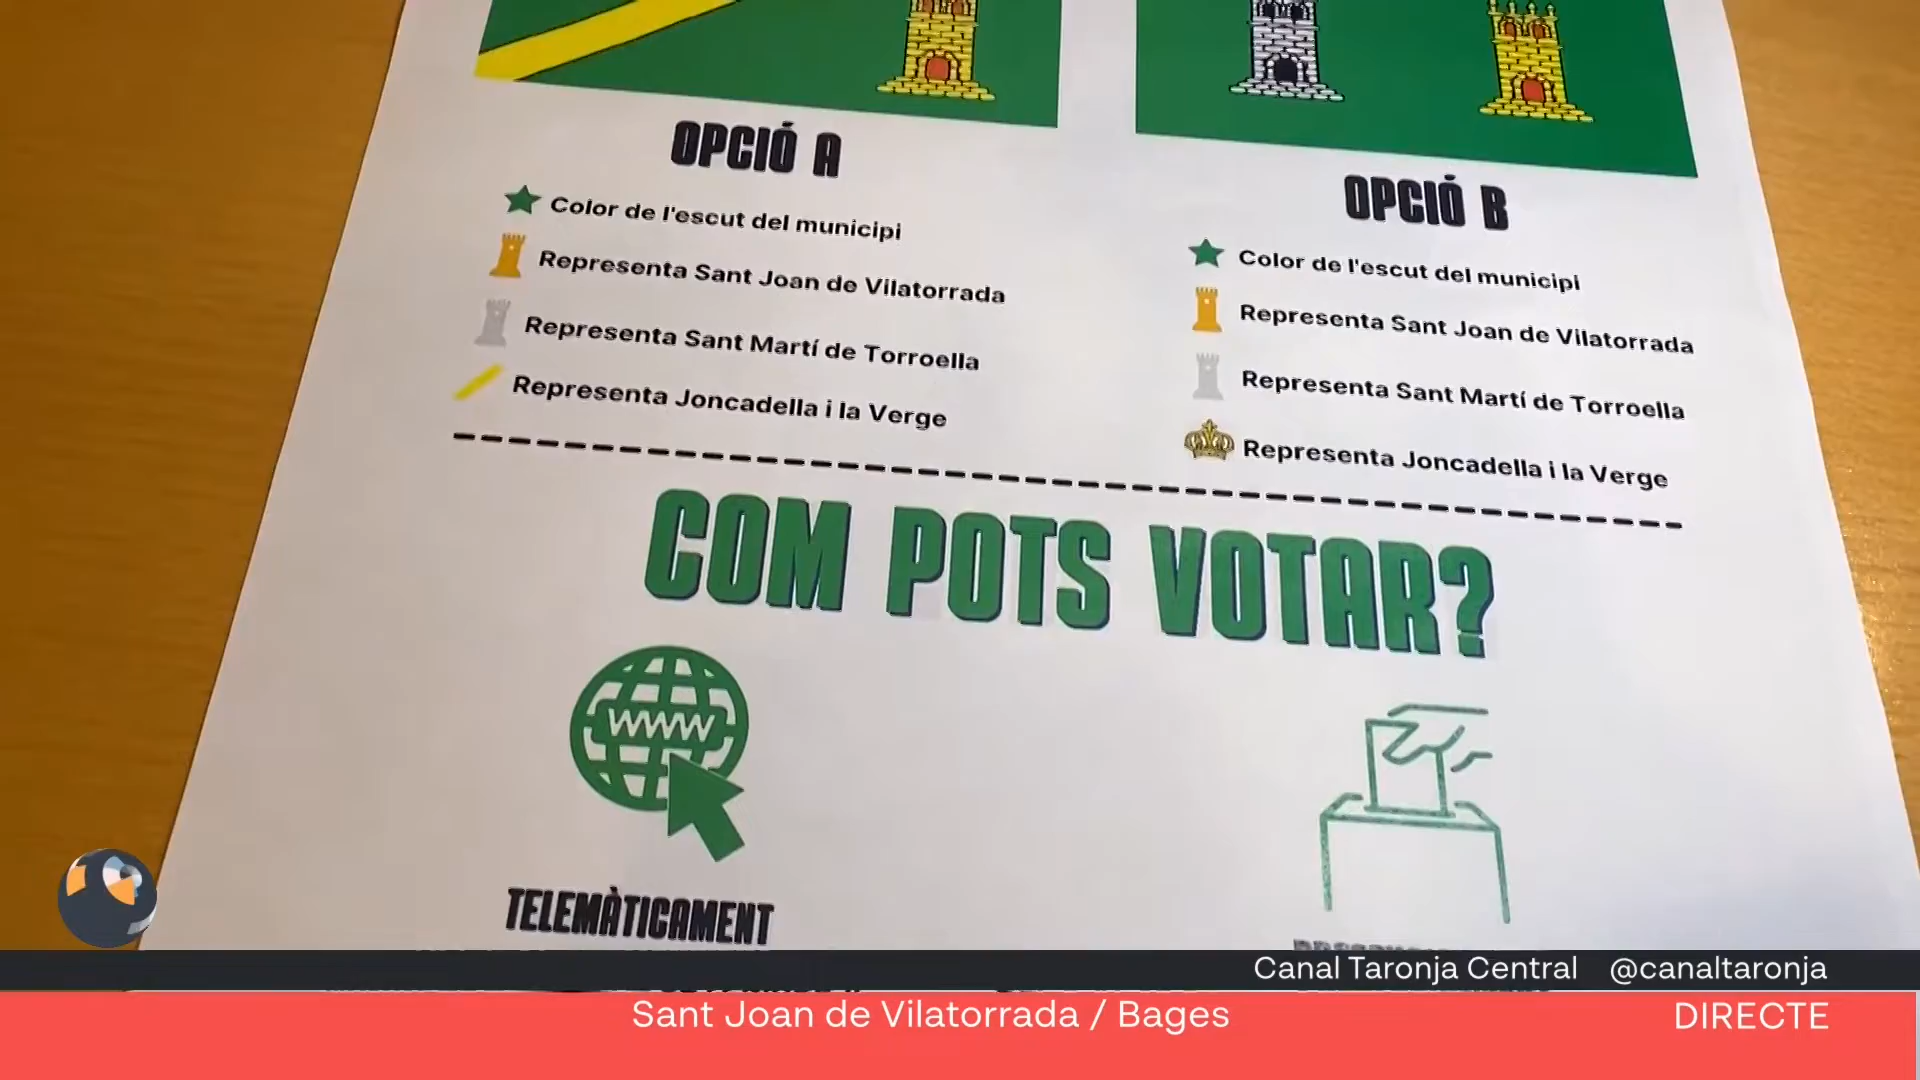 OPCIÓ A
Color de l'escut del municipi
Representa Sant Joan de Vilatorrada
Representa Sant Martí de Torroella
Representa Joncadella i la Verge
OPCIÓ B
Color de l'escut del municipi
Representa Sant Joan de Vilatorrada
Representa Sant Martí de Torroella
Representa Joncadella i la Verge
COM POTS VOTAR?
www
TELEMÀTICAMENT
Canal Taronja Central @canaltaronja
Sant Joan de Vilatorrada / Bages
DIRECTE